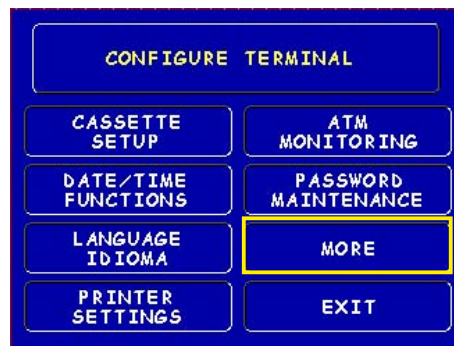 CONFIGURE TERMINAL
CASSETTE
SETUP
ATM
MONITORING
DATE/TIME
FUNCTIONS
PASSWORD
MAINTENANCE
LANGUAGE
IDIOMA
MORE
PRINTER
SETTINGS
EXIT